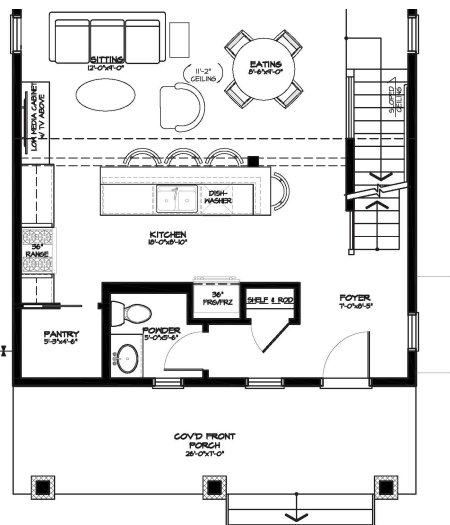 SITTING
12'-0"x9'-0"
11'-2"
CEILING
EATING
8'-6"x9'-0"
LOW MEDIA CABINET
W/ TV ABOVE
SLOPED
CEILING
DISH-
WASHER
KITCHEN
18'-0"x8'-10"
36"
RANGE
36"
FRG/FRZ
SHELF & ROD
FOYER
7'-0"x8'-5"
PANTRY
5'-3"x4'-6"
POWDER
5'-0"x5'-6"
COV'D FRONT
PORCH
26'-0"x7'-0"